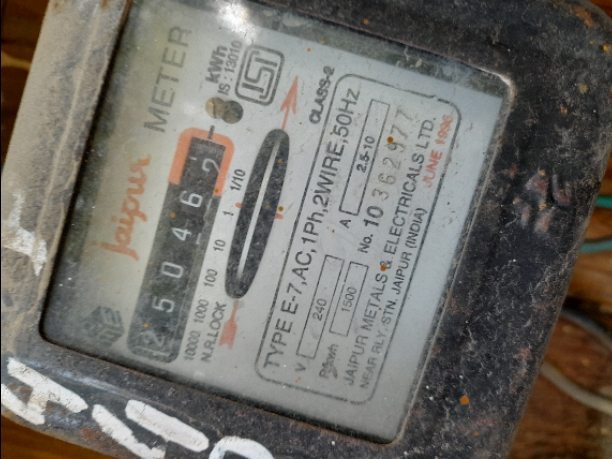 Jaipur
METER
kWh
IS : 13010
ISI
2 5 0 4 6 2
10000 1000 100 10 1 1/10
N.R.LOCK
CLASS-2
TYPE E-7,AC,1Ph,2WIRE,50Hz
V 240 A 2.5-10
Rev/kwh 1500 No. 10 362977
JAIPUR METALS & ELECTRICALS LTD.
NEAR RLY. STN. JAIPUR (INDIA) JUNE 1996